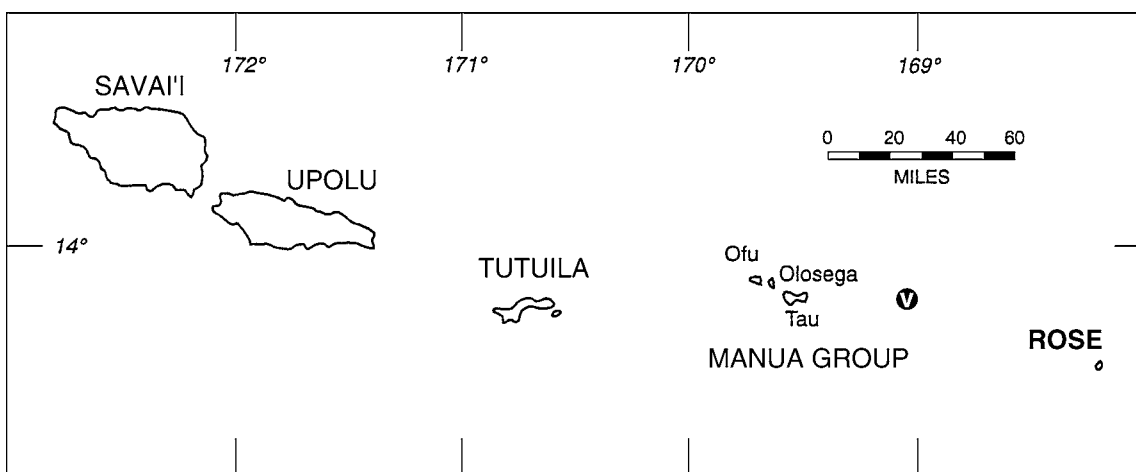 172°
171°
170°
169°
SAVAI'I
0 20 40 60
MILES
UPOLU
14°
TUTUILA
Ofu
Olosega
V
Tau
ROSE
MANUA GROUP